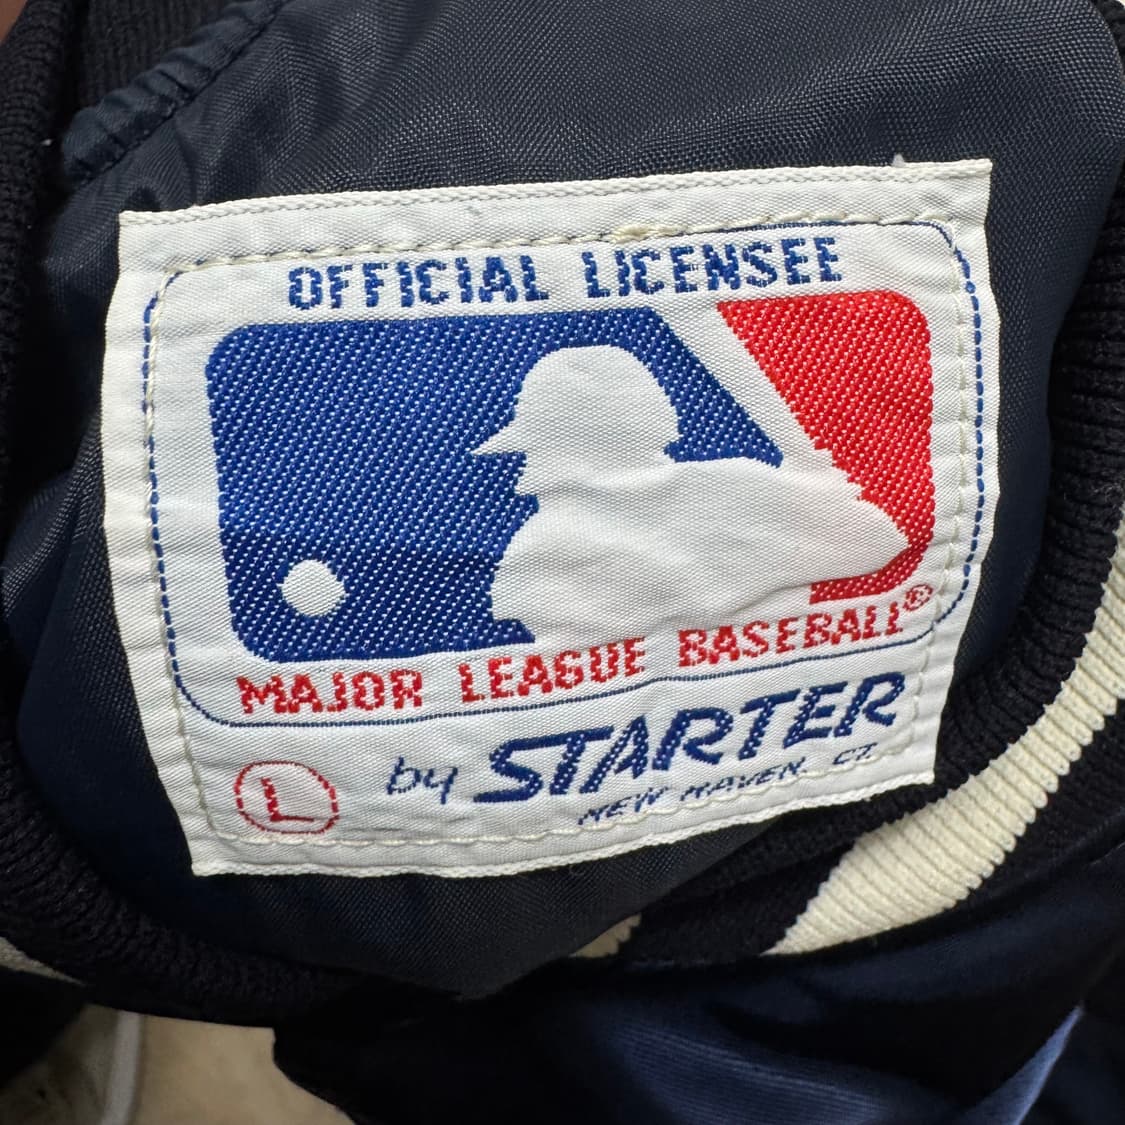 OFFICIAL LICENSEE
MAJOR LEAGUE BASEBALL®
by STARTER
NEW HAVEN, CT.
L